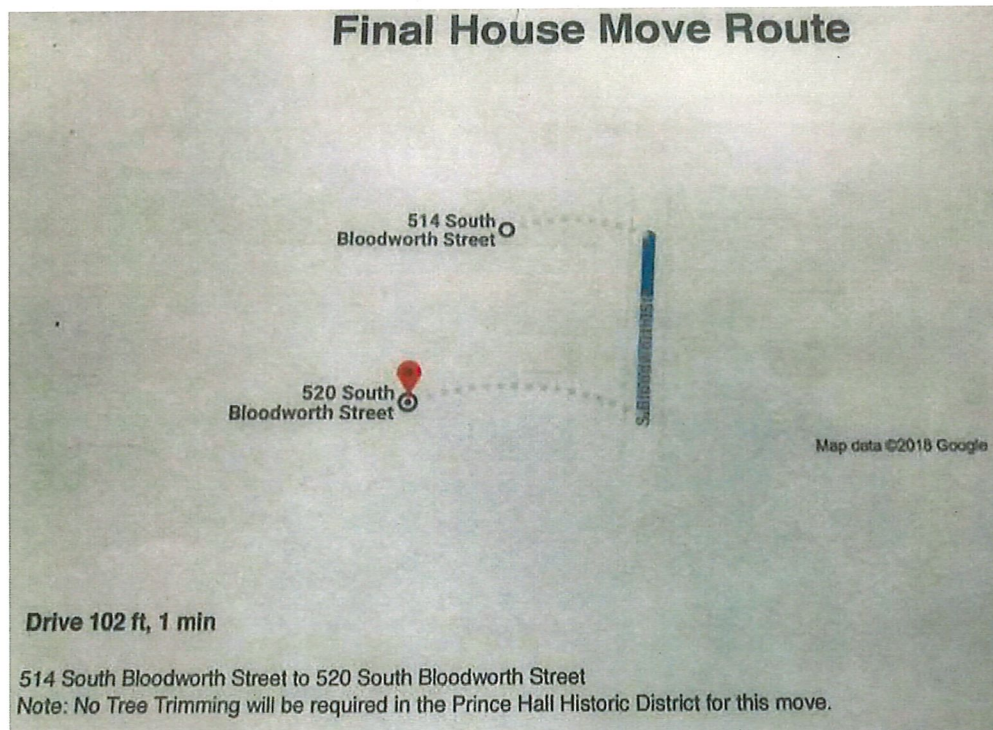 Final House Move Route
514 South
Bloodworth Street
520 South
Bloodworth Street
Map data ©2018 Google
Drive 102 ft, 1 min
514 South Bloodworth Street to 520 South Bloodworth Street
Note: No Tree Trimming will be required in the Prince Hall Historic District for this move.